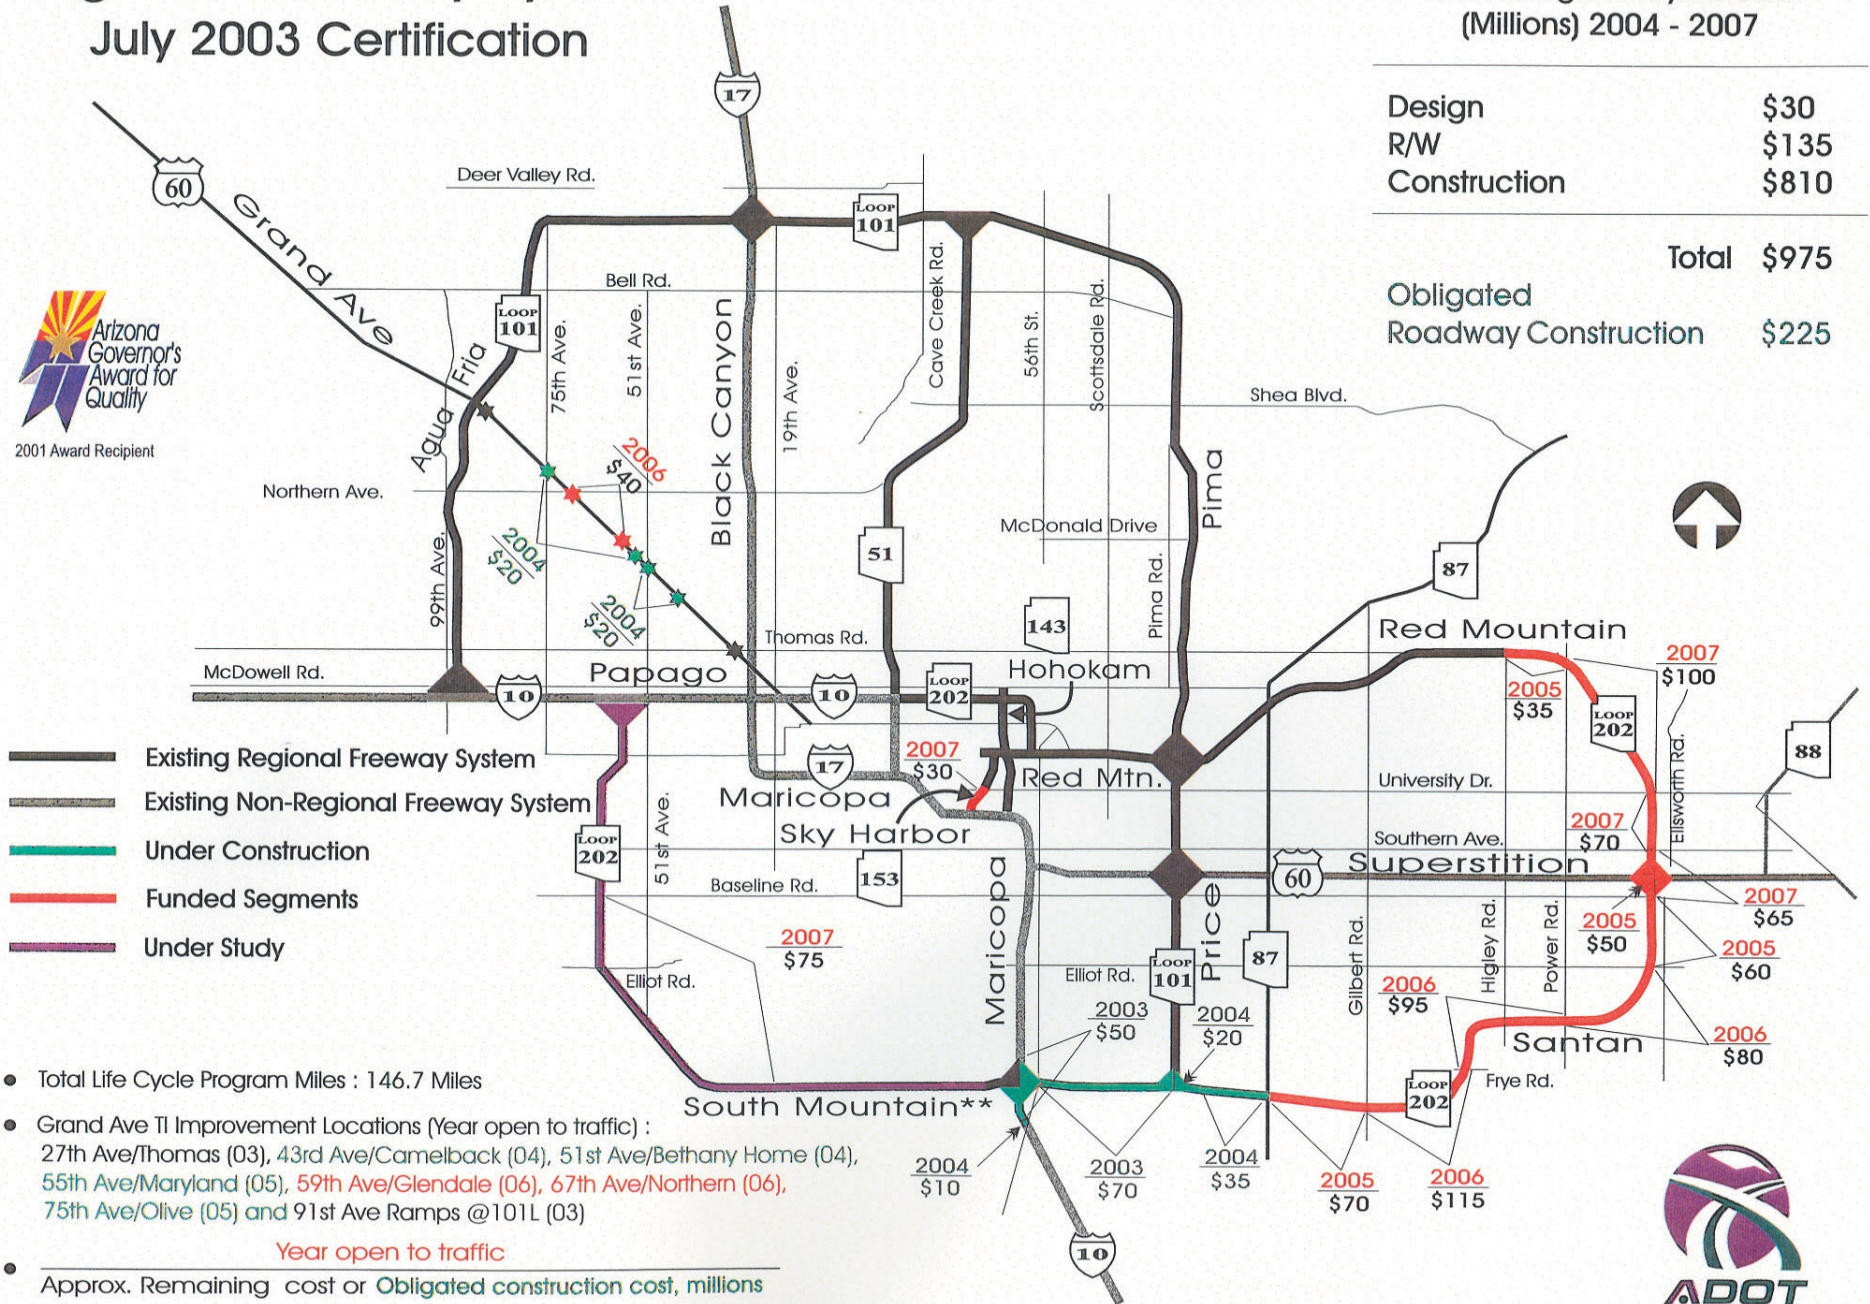 July 2003 Certification
(Millions) 2004 - 2007
Design $30
R/W $135
Construction $810
Total $975
Obligated
Roadway Construction $225
17
60
Grand Ave
Deer Valley Rd.
LOOP
101
Bell Rd.
Arizona
Governor's
Award for
Quality
2001 Award Recipient
LOOP
101
Agua Fria
75th Ave.
51st Ave.
Black Canyon
19th Ave.
Cave Creek Rd.
56th St.
Scottsdale Rd.
Shea Blvd.
2006
$40
Northern Ave.
2004
$20
2004
$20
99th Ave.
51
McDonald Drive
Pima
Pima Rd.
87
143
Thomas Rd.
Hohokam
Red Mountain
McDowell Rd.
Papago
10
10
LOOP
202
2007
$100
2005
$35
LOOP
202
Ellsworth Rd.
88
Existing Regional Freeway System
Existing Non-Regional Freeway System
Under Construction
Funded Segments
Under Study
17
Maricopa
2007
$30
Red Mtn.
Sky Harbor
University Dr.
2007
$70
Southern Ave.
Superstition
60
LOOP
202
51st Ave.
Baseline Rd.
153
Maricopa
Price
2007
$65
2005
$50
2005
$60
2007
$75
Elliot Rd.
Elliot Rd.
LOOP
101
87
Gilbert Rd.
Higley Rd.
Power Rd.
2006
$95
2003
$50
2004
$20
Santan
2006
$80
Frye Rd.
LOOP
202
South Mountain**
2004
$10
2003
$70
2004
$35
2005
$70
2006
$115
10
Total Life Cycle Program Miles : 146.7 Miles
Grand Ave TI Improvement Locations (Year open to traffic) :
27th Ave/Thomas (03), 43rd Ave/Camelback (04), 51st Ave/Bethany Home (04),
55th Ave/Maryland (05), 59th Ave/Glendale (06), 67th Ave/Northern (06),
75th Ave/Olive (05) and 91st Ave Ramps @101L (03)
Year open to traffic
Approx. Remaining cost or Obligated construction cost, millions
ADOT